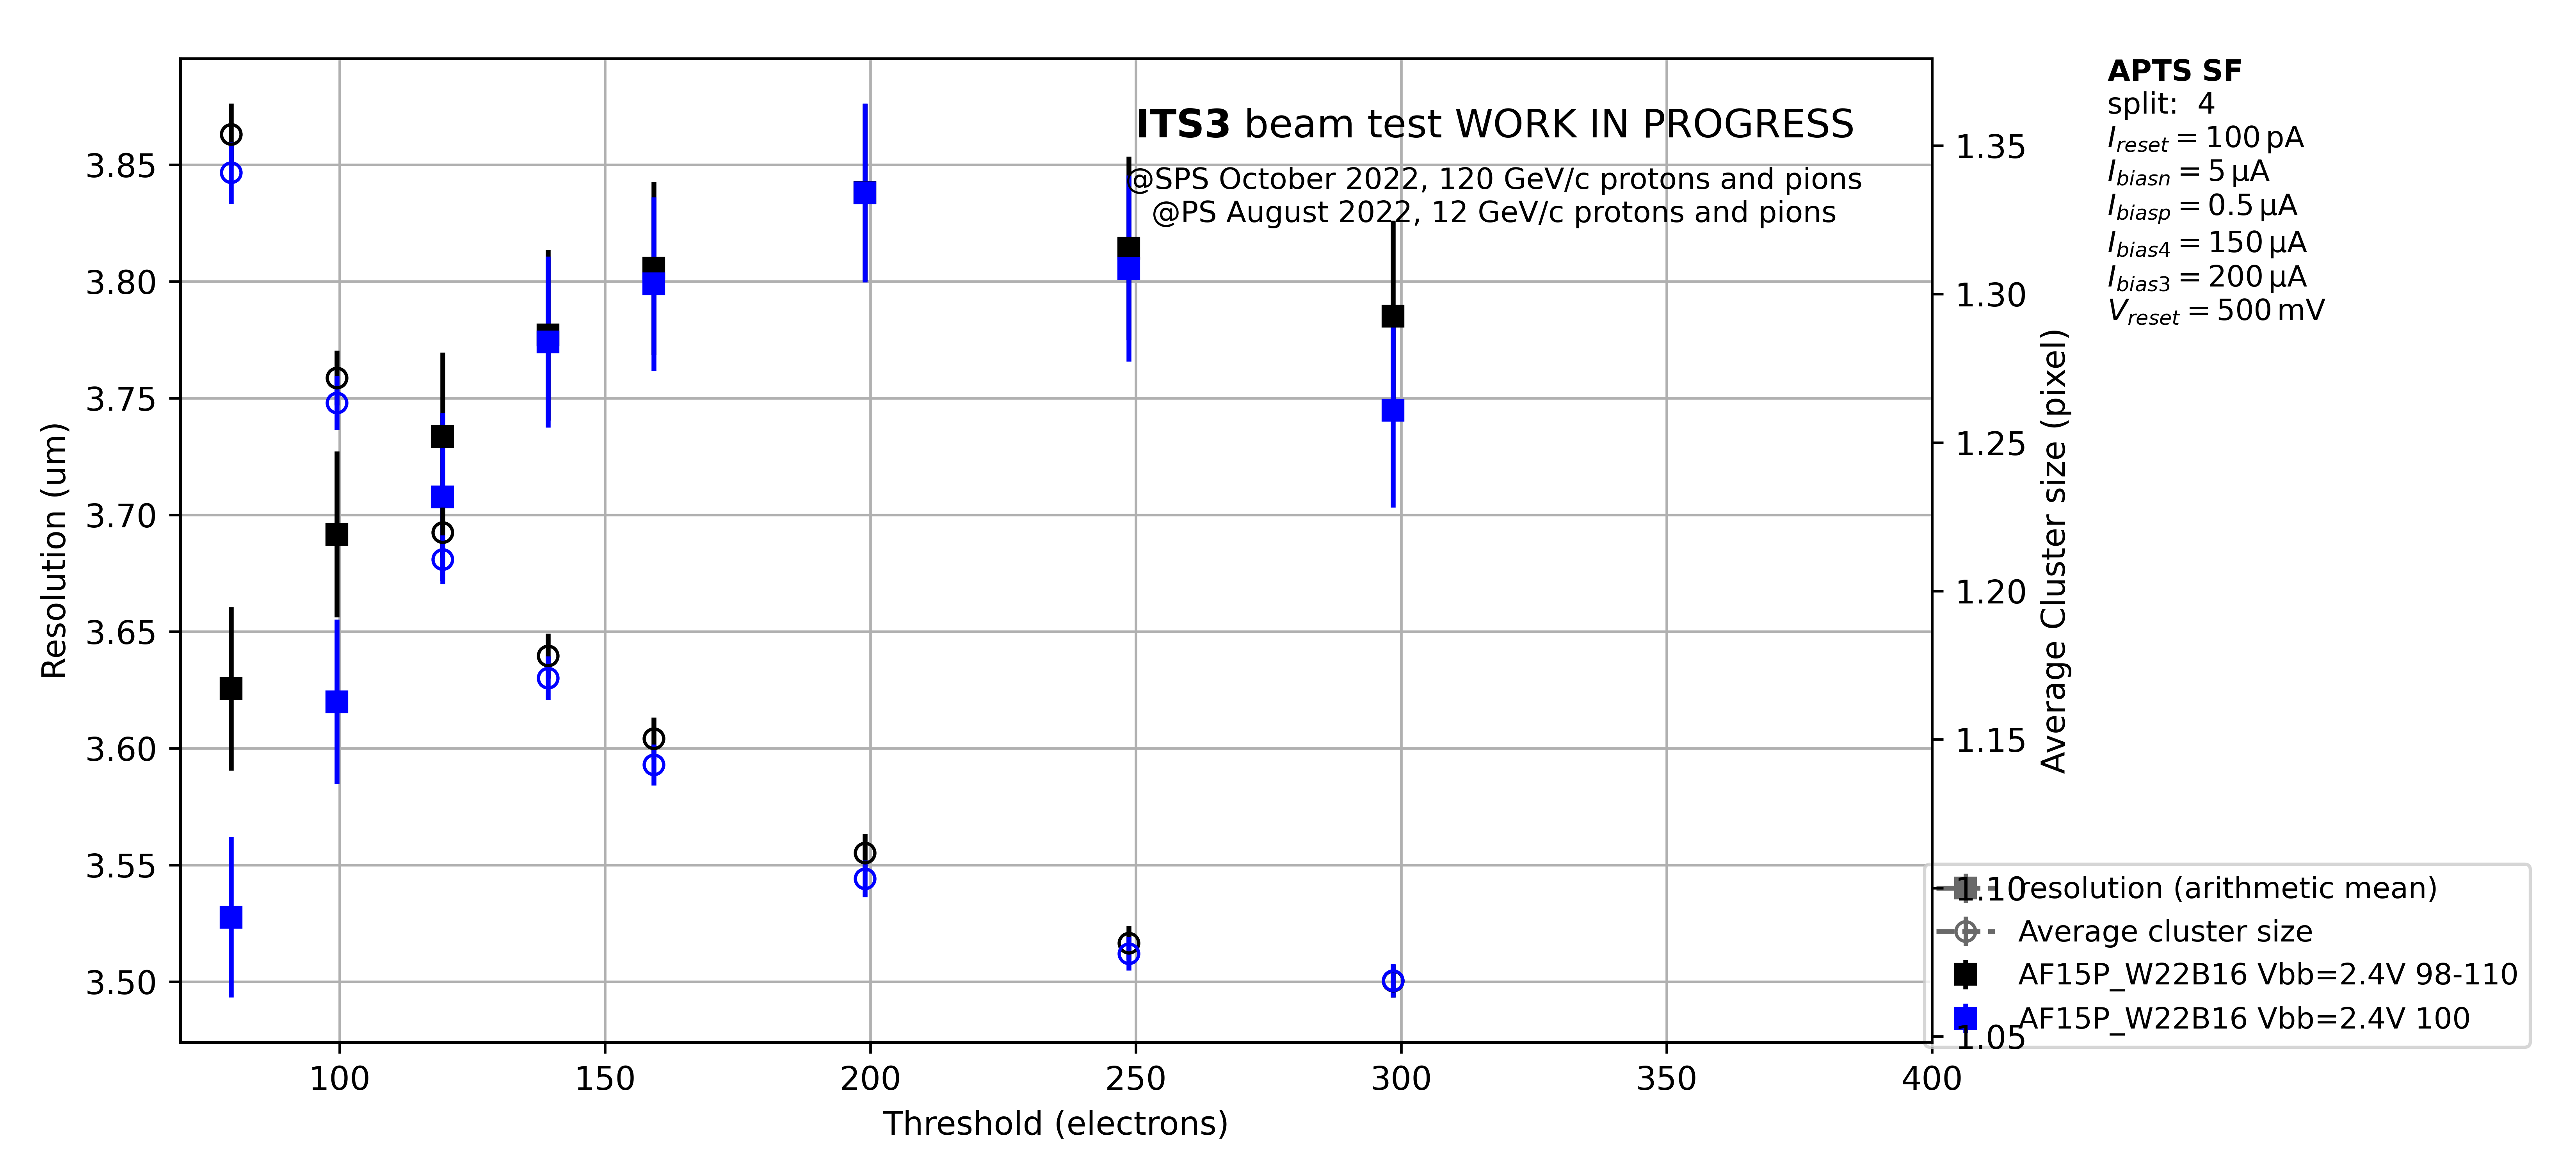 ITS3 beam test WORK IN PROGRESS
@SPS October 2022, 120 GeV/c protons and pions
@PS August 2022, 12 GeV/c protons and pions
3.85
3.80
3.75
3.70
3.65
3.60
3.55
3.50
Resolution (um)
100
150
200
250
300
350
400
Threshold (electrons)
1.35
1.30
1.25
1.20
1.15
1.10
1.05
Average Cluster size (pixel)
APTS SF
split: 4
I_reset = 100 pA
I_biasn = 5 μA
I_biasp = 0.5 μA
I_bias4 = 150 μA
I_bias3 = 200 μA
V_reset = 500 mV
resolution (arithmetic mean)
Average cluster size
AF15P_W22B16 Vbb=2.4V 98-110
AF15P_W22B16 Vbb=2.4V 100